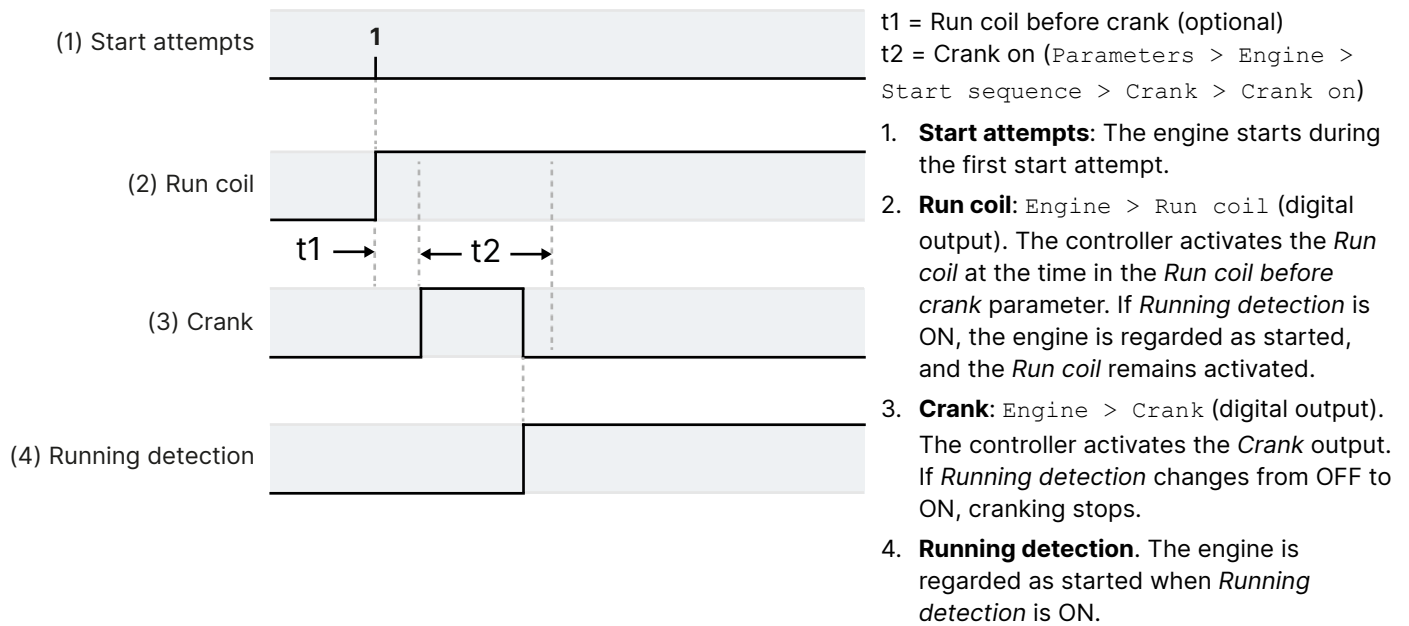 (1) Start attempts
1
(2) Run coil
t1
t2
(3) Crank
(4) Running detection
t1 = Run coil before crank (optional)
t2 = Crank on (Parameters > Engine >
Start sequence > Crank > Crank on)
1. Start attempts: The engine starts during
the first start attempt.
2. Run coil: Engine > Run coil (digital
output). The controller activates the Run
coil at the time in the Run coil before
crank parameter. If Running detection is
ON, the engine is regarded as started,
and the Run coil remains activated.
3. Crank: Engine > Crank (digital output).
The controller activates the Crank output.
If Running detection changes from OFF to
ON, cranking stops.
4. Running detection. The engine is
regarded as started when Running
detection is ON.